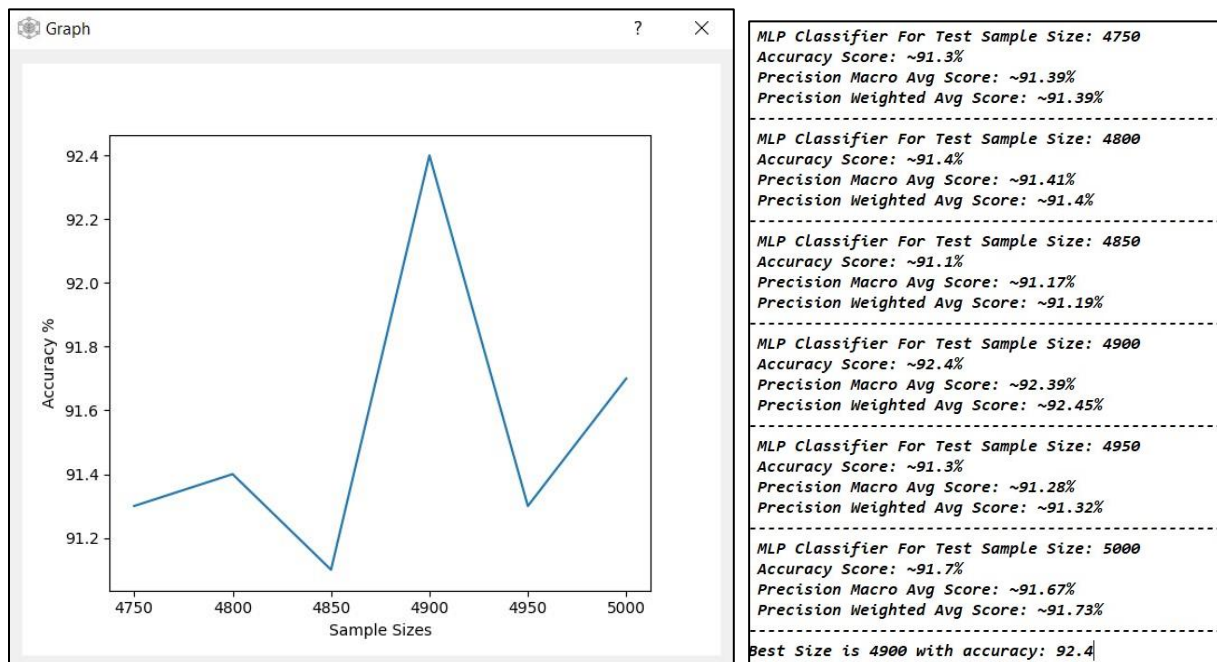 Graph
? ×
92.4
92.2
92.0
91.8
91.6
91.4
91.2
Accuracy %
4750 4800 4850 4900 4950 5000
Sample Sizes
MLP Classifier For Test Sample Size: 4750
Accuracy Score: ~91.3%
Precision Macro Avg Score: ~91.39%
Precision Weighted Avg Score: ~91.39%
MLP Classifier For Test Sample Size: 4800
Accuracy Score: ~91.4%
Precision Macro Avg Score: ~91.41%
Precision Weighted Avg Score: ~91.4%
MLP Classifier For Test Sample Size: 4850
Accuracy Score: ~91.1%
Precision Macro Avg Score: ~91.17%
Precision Weighted Avg Score: ~91.19%
MLP Classifier For Test Sample Size: 4900
Accuracy Score: ~92.4%
Precision Macro Avg Score: ~92.39%
Precision Weighted Avg Score: ~92.45%
MLP Classifier For Test Sample Size: 4950
Accuracy Score: ~91.3%
Precision Macro Avg Score: ~91.28%
Precision Weighted Avg Score: ~91.32%
MLP Classifier For Test Sample Size: 5000
Accuracy Score: ~91.7%
Precision Macro Avg Score: ~91.67%
Precision Weighted Avg Score: ~91.73%
Best Size is 4900 with accuracy: 92.4